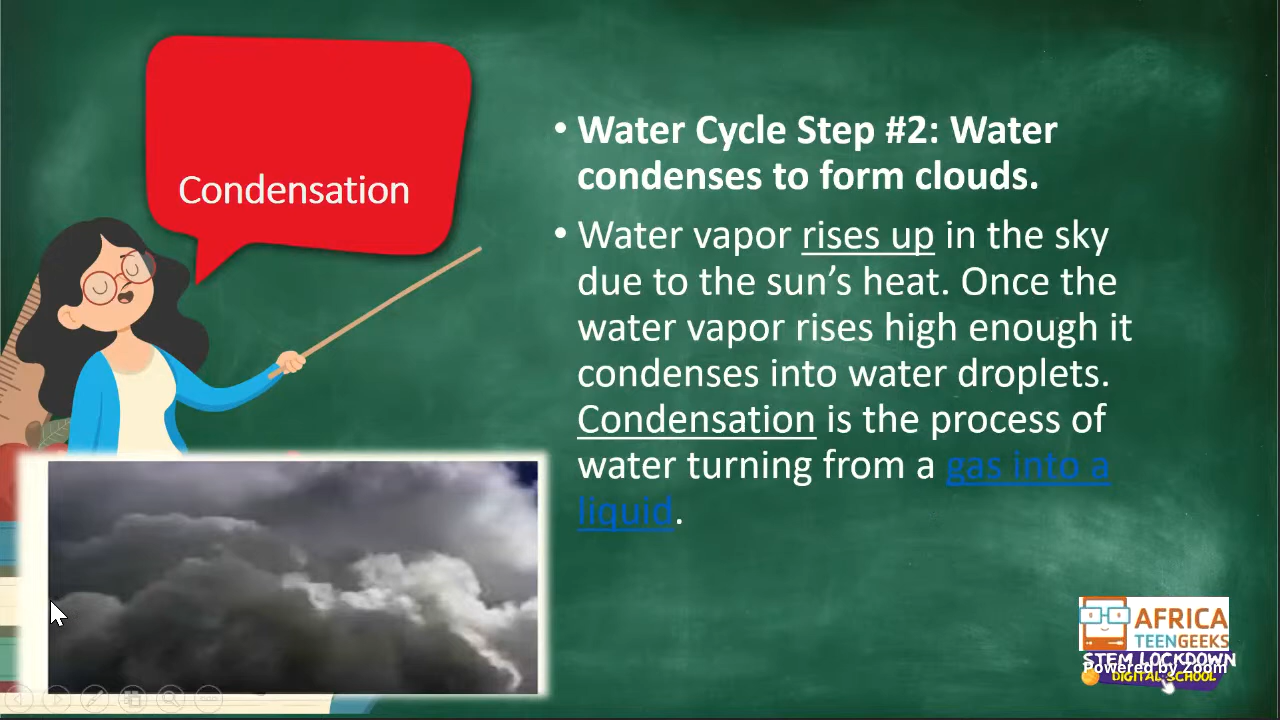 Condensation
• Water Cycle Step #2: Water
condenses to form clouds.
• Water vapor rises up in the sky
due to the sun’s heat. Once the
water vapor rises high enough it
condenses into water droplets.
Condensation is the process of
water turning from a gas into a
liquid.
AFRICA
TEENGEEKS
STEM LOCKDOWN
Powered by Zoom
DIGITAL SCHOOL